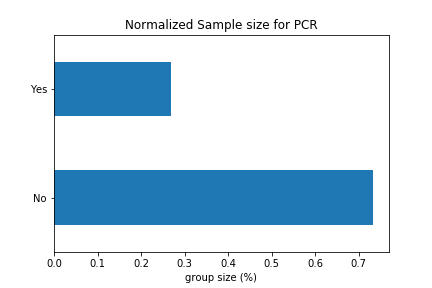 Normalized Sample size for PCR
Yes
No
0.0 0.1 0.2 0.3 0.4 0.5 0.6 0.7
group size (%)